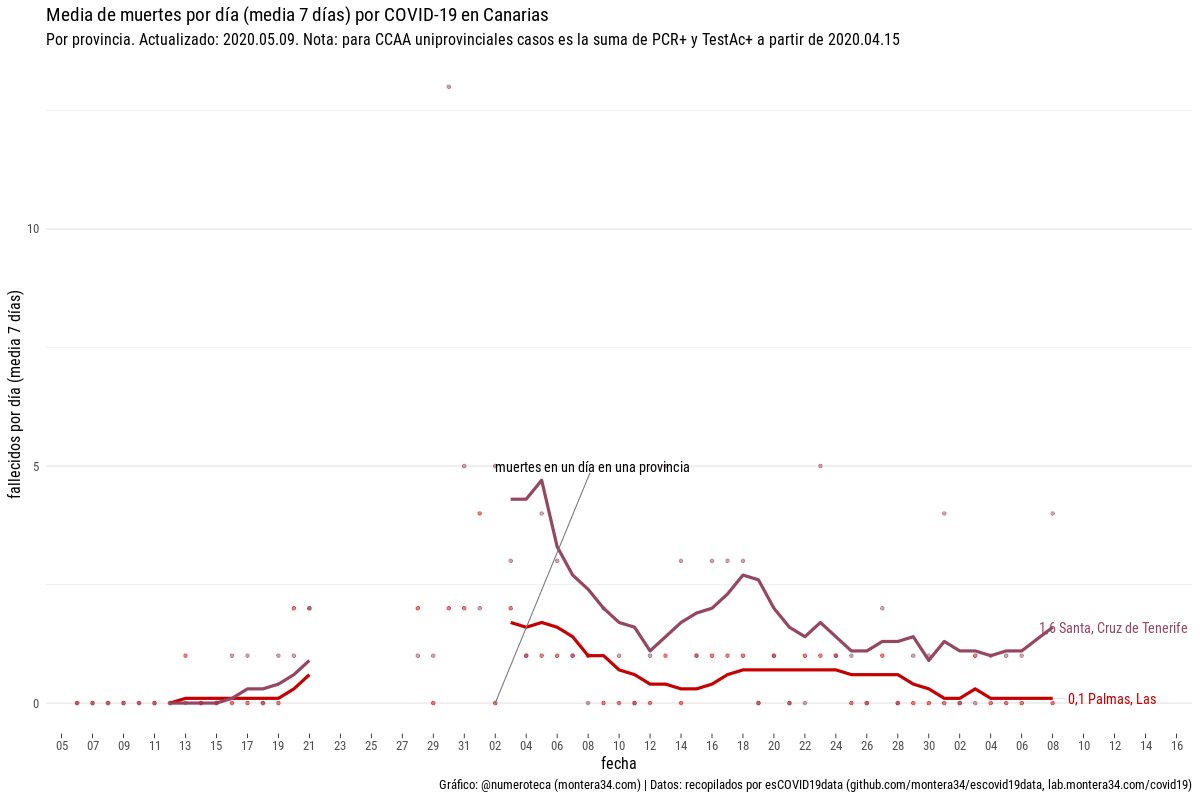 Media de muertes por día (media 7 días) por COVID-19 en Canarias
Por provincia. Actualizado: 2020.05.09. Nota: para CCAA uniprovinciales casos es la suma de PCR+ y TestAc+ a partir de 2020.04.15
fallecidos por día (media 7 días)
10
5
0
muertes en un día en una provincia
1,6 Santa, Cruz de Tenerife
0,1 Palmas, Las
05 07 09 11 13 15 17 19 21 23 25 27 29 31 02 04 06 08 10 12 14 16 18 20 22 24 26 28 30 02 04 06 08 10 12 14 16
fecha
Gráfico: @numeroteca (montera34.com) | Datos: recopilados por esCOVID19data (github.com/montera34/escovid19data, lab.montera34.com/covid19)